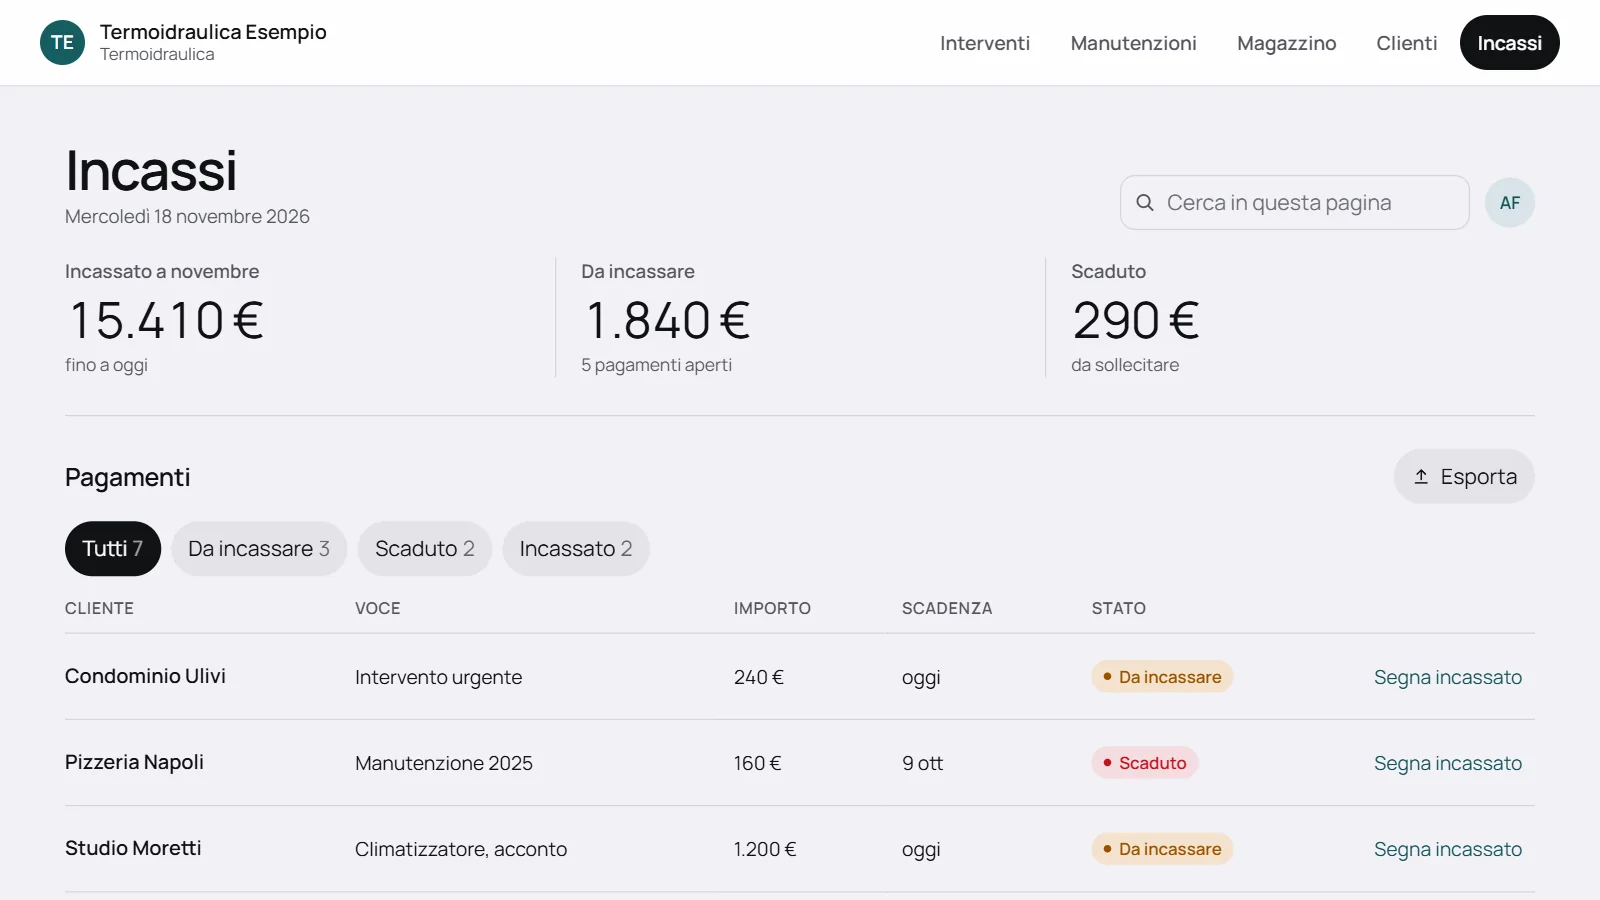 TE
Termoidraulica Esempio
Termoidraulica
Interventi
Manutenzioni
Magazzino
Clienti
Incassi
Incassi
Mercoledì 18 novembre 2026
Cerca in questa pagina
AF
Incassato a novembre
15.410 €
fino a oggi
Da incassare
1.840 €
5 pagamenti aperti
Scaduto
290 €
da sollecitare
Pagamenti
Esporta
Tutti 7
Da incassare 3
Scaduto 2
Incassato 2
CLIENTE VOCE IMPORTO SCADENZA STATO
Condominio Ulivi Intervento urgente 240 € oggi Da incassare Segna incassato
Pizzeria Napoli Manutenzione 2025 160 € 9 ott Scaduto Segna incassato
Studio Moretti Climatizzatore, acconto 1.200 € oggi Da incassare Segna incassato